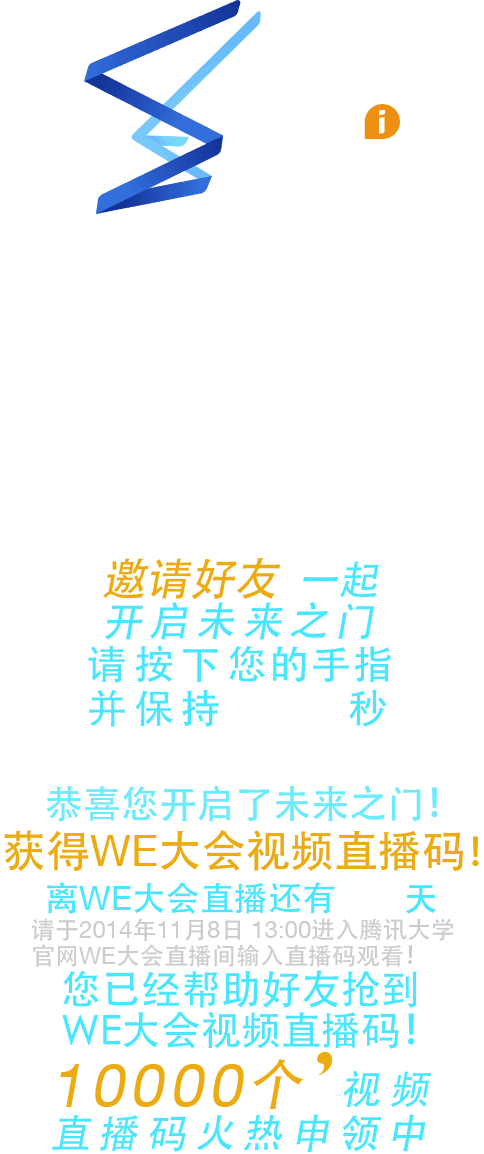 i
邀请好友 一起
开启未来之门
请按下您的手指
并保持 秒
恭喜您开启了未来之门！
获得WE大会视频直播码！
离WE大会直播还有 天
请于2014年11月8日 13:00进入腾讯大学
官网WE大会直播间输入直播码观看！
您已经帮助好友抢到
WE大会视频直播码！
10000个’视频
直播码火热申领中